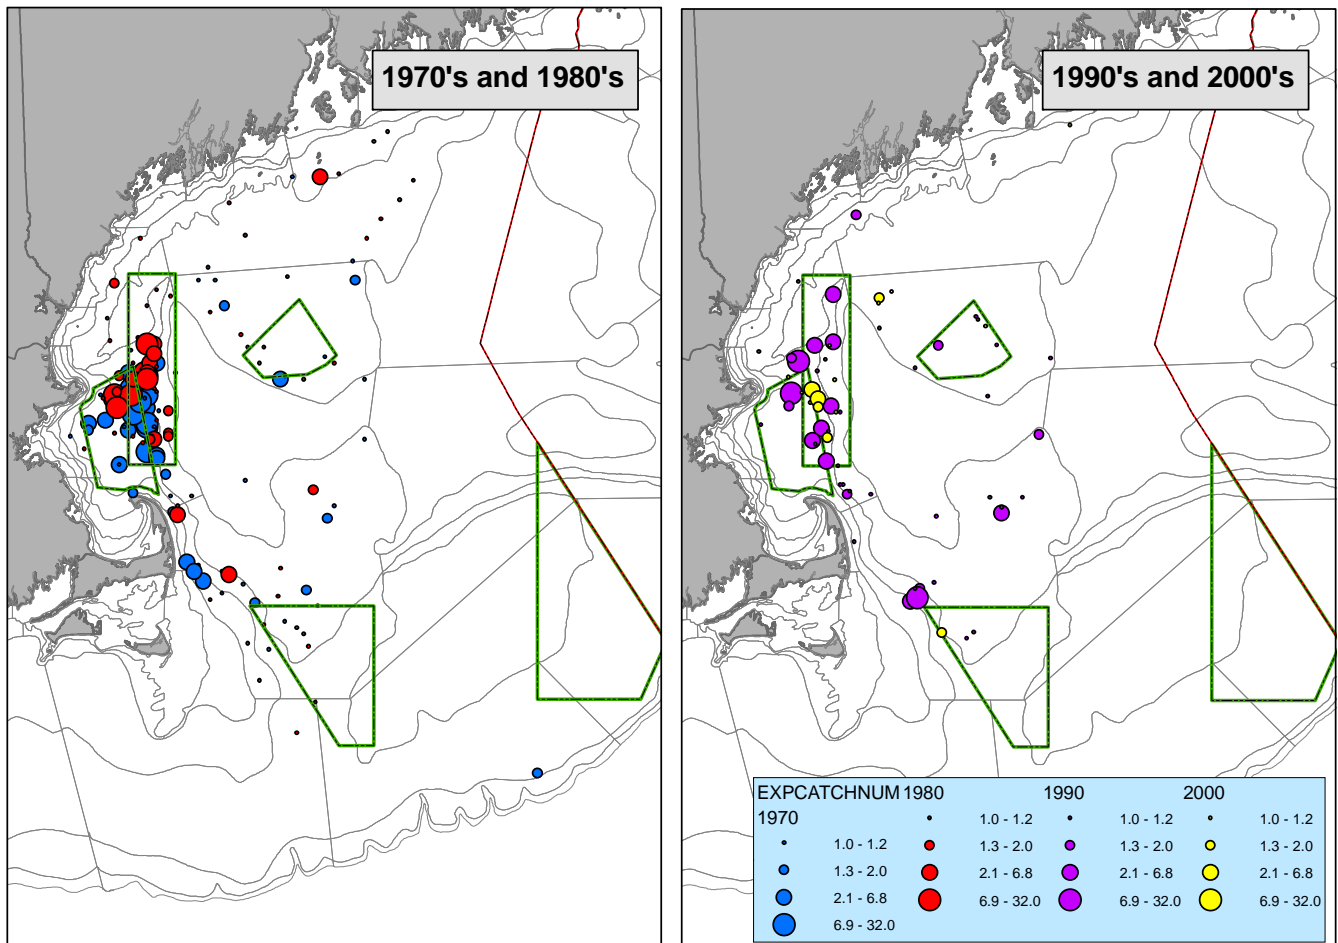 1970's and 1980's
1990's and 2000's
EXPCATCHNUM 1980 1990 2000
1970 1.0 - 1.2 1.0 - 1.2 1.0 - 1.2
1.0 - 1.2 1.3 - 2.0 1.3 - 2.0 1.3 - 2.0
1.3 - 2.0 2.1 - 6.8 2.1 - 6.8 2.1 - 6.8
2.1 - 6.8 6.9 - 32.0 6.9 - 32.0 6.9 - 32.0
6.9 - 32.0